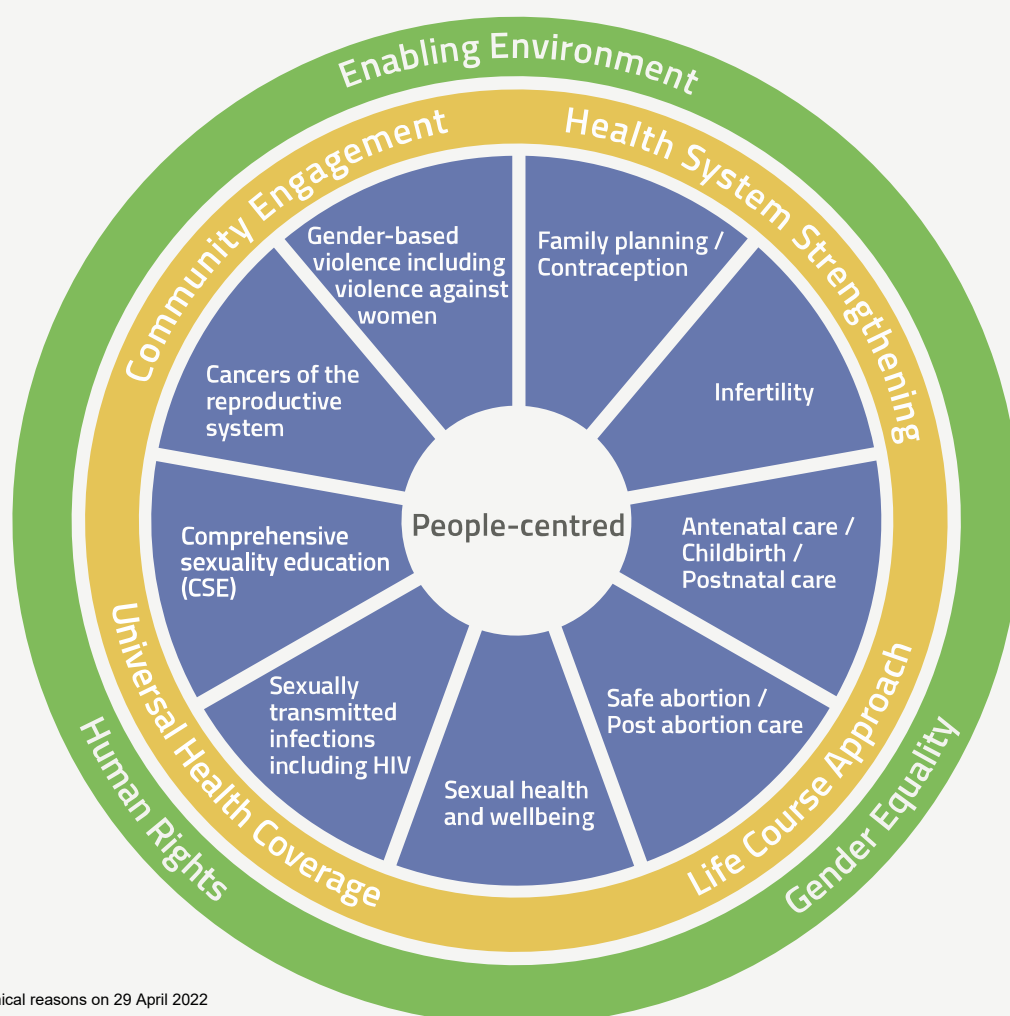 Enabling Environment
Community Engagement
Health System Strengthening
Gender-based
violence including
violence against
women
Family planning /
Contraception
Cancers of the
reproductive
system
Infertility
People-centred
Comprehensive
sexuality education
(CSE)
Antenatal care /
Childbirth /
Postnatal care
Sexually
transmitted
infections
including HIV
Safe abortion /
Post abortion care
Sexual health
and wellbeing
Universal Health Coverage
Life Course Approach
Human Rights
Gender Equality
ical reasons on 29 April 2022